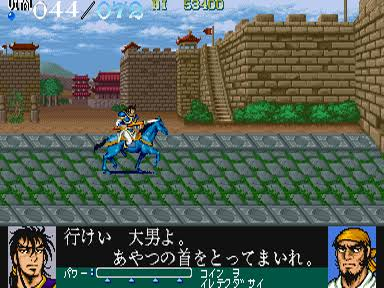 044/072
53400
行けい　大男よ。
あやつの首をとってまいれ。
パワー:
コイン ヲ
イレテクダサイ